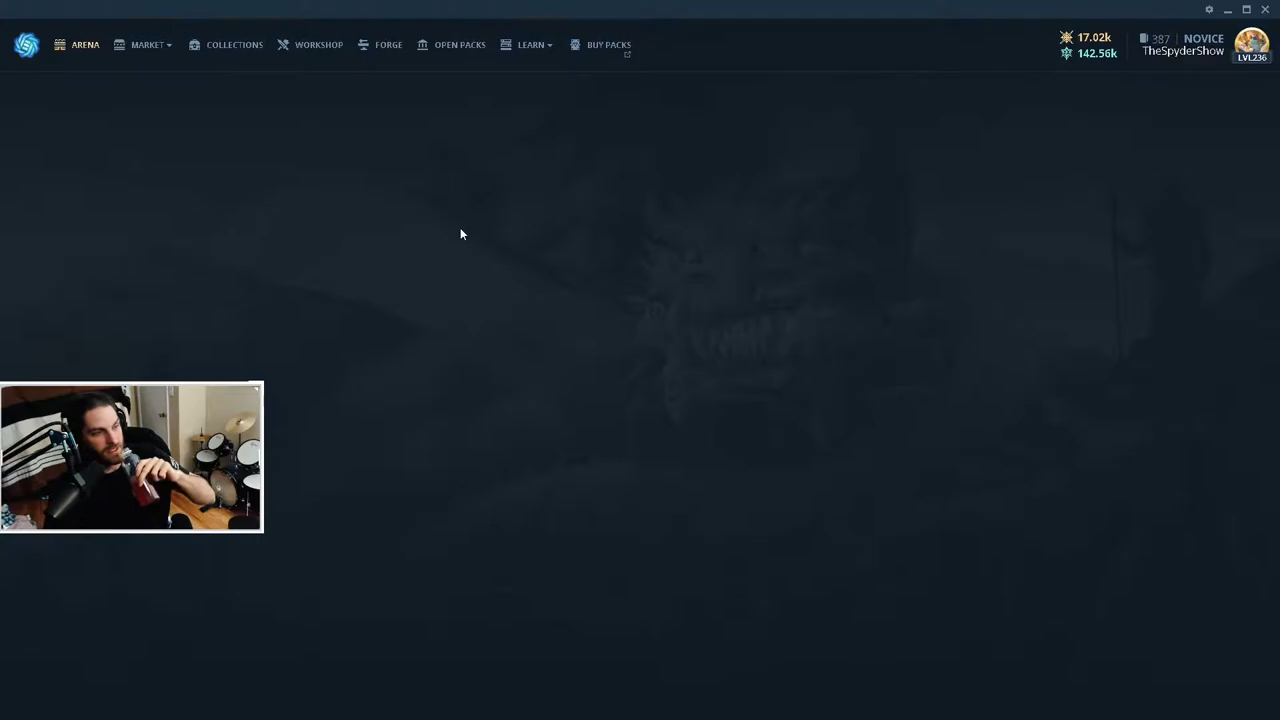 ARENA
MARKET
COLLECTIONS
WORKSHOP
FORGE
OPEN PACKS
LEARN
BUY PACKS
17.02k
142.56k
387 | NOVICE
TheSpyderShow
LVL236